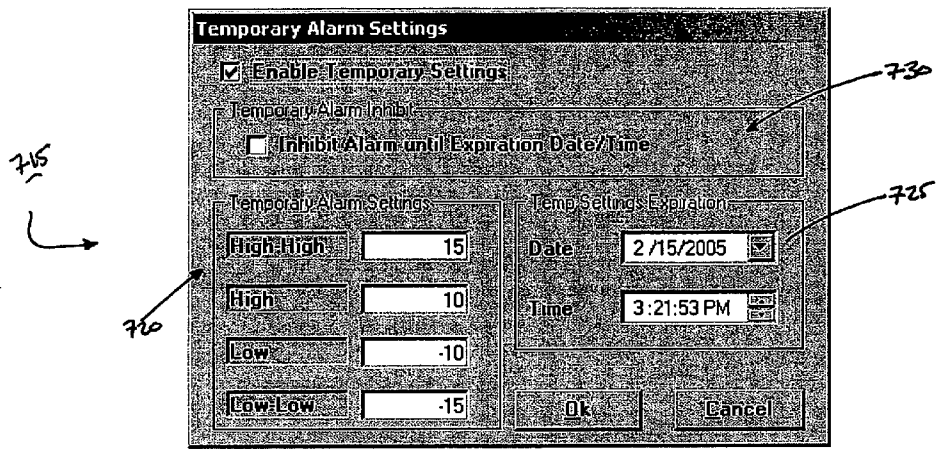 Temporary Alarm Settings
Enable Temporary Settings
730
Temporary Alarm Inhibit
Inhibit Alarm until Expiration Date/Time
715
725
Temporary Alarm Settings
Temp Settings Expiration
High-High 15
Date 2 /15/2005
High 10
Time 3:21:53 PM
720
Low -10
Low-Low -15
Ok Cancel